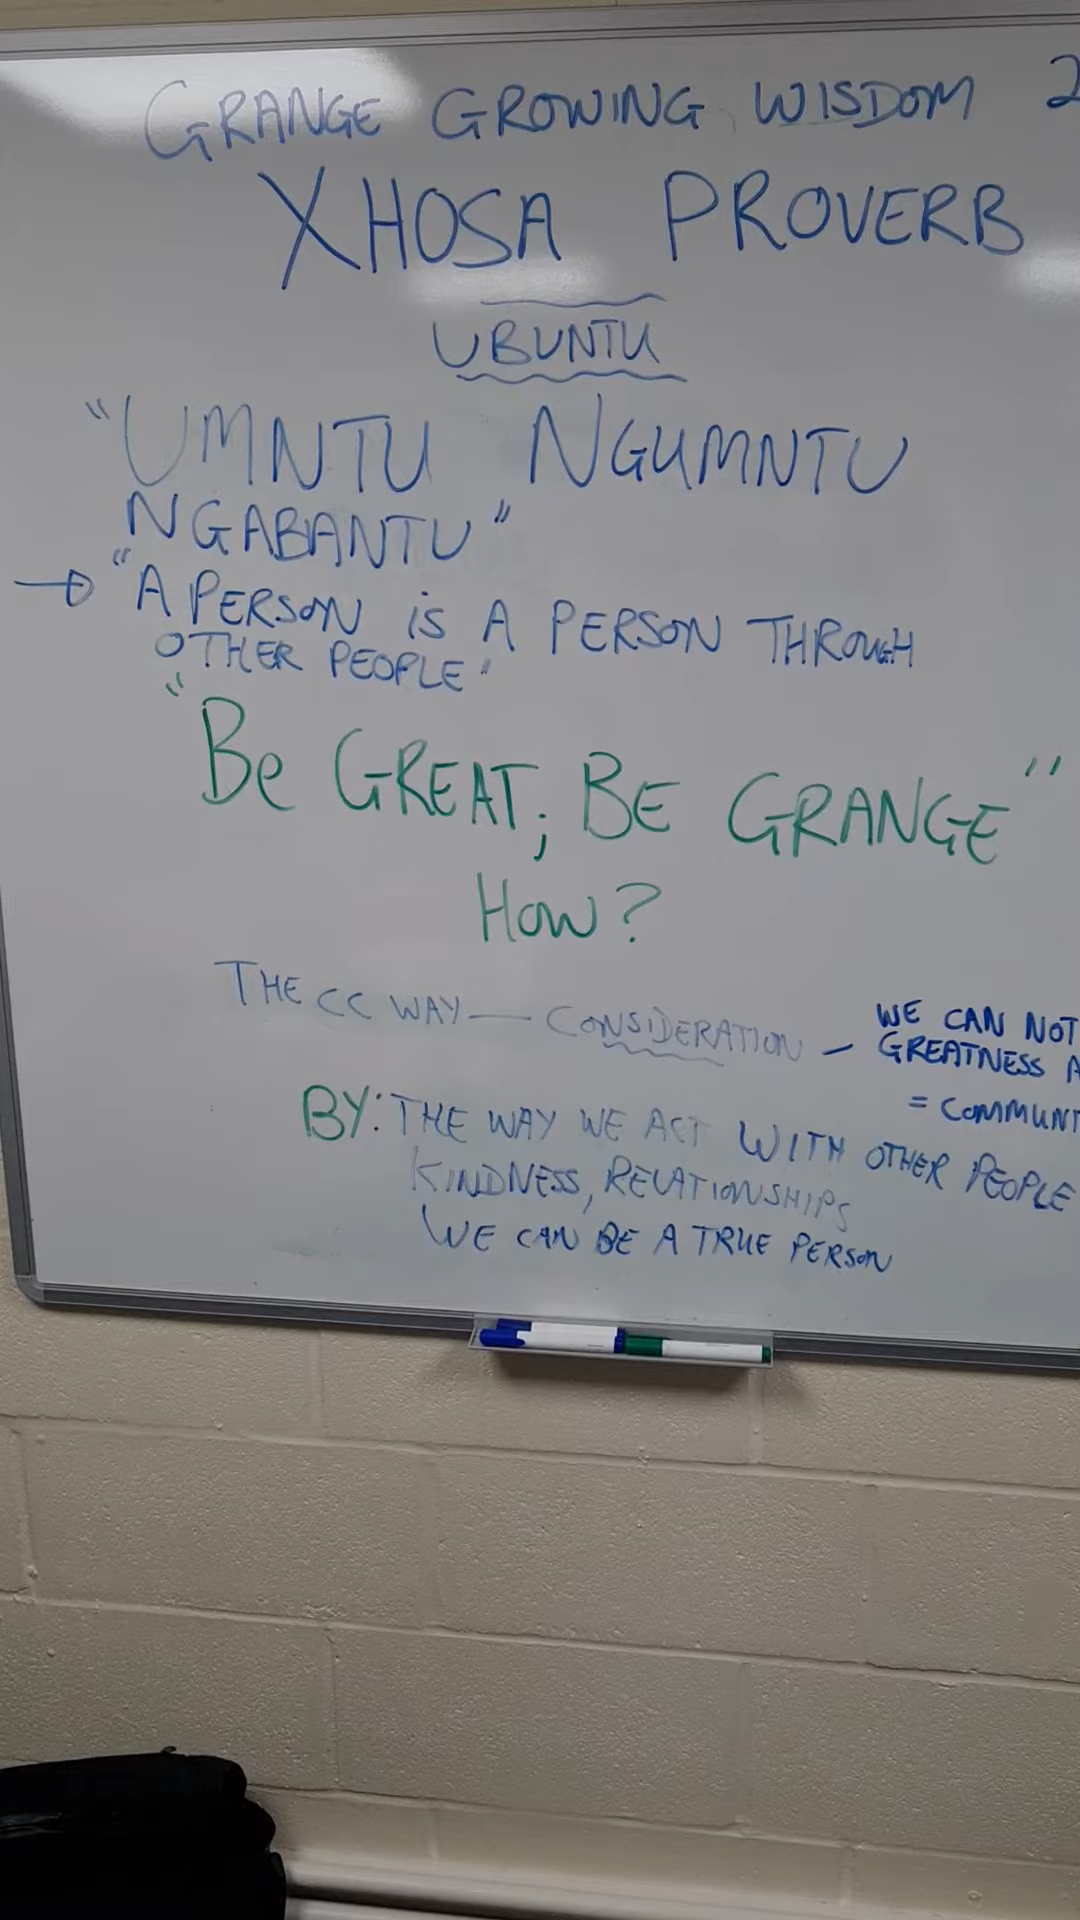 GRANGE GROWING WISDOM 2
XHOSA PROVERB
UBUNTU
"UMNTU NGUMNTU
NGABANTU"
"A PERSON is A PERSON THROUGH
OTHER PEOPLE"
"Be GREAT; BE GRANGE"
HOW?
THE CC WAY — CONSIDERATION – WE CAN NOT
GREATNESS A
= COMMUNT
BY: THE WAY WE ACT WITH OTHER PEOPLE
KINDNESS, RELATIONSHIPS
WE CAN BE A TRUE PERSON